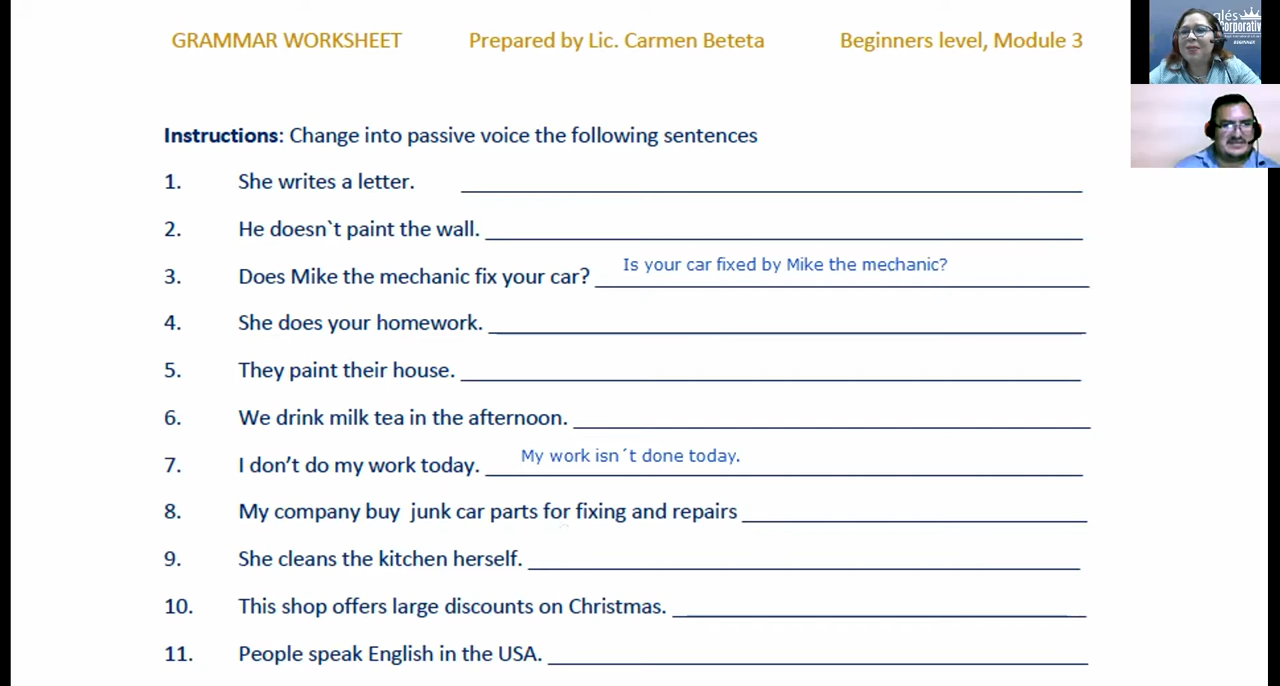 GRAMMAR WORKSHEET Prepared by Lic. Carmen Beteta Beginners level, Module 3
glés
Corporativ
Instructions: Change into passive voice the following sentences
1. She writes a letter.
2. He doesn`t paint the wall.
3. Does Mike the mechanic fix your car? Is your car fixed by Mike the mechanic?
4. She does your homework.
5. They paint their house.
6. We drink milk tea in the afternoon.
7. I don’t do my work today. My work isn´t done today.
8. My company buy junk car parts for fixing and repairs
9. She cleans the kitchen herself.
10. This shop offers large discounts on Christmas.
11. People speak English in the USA.